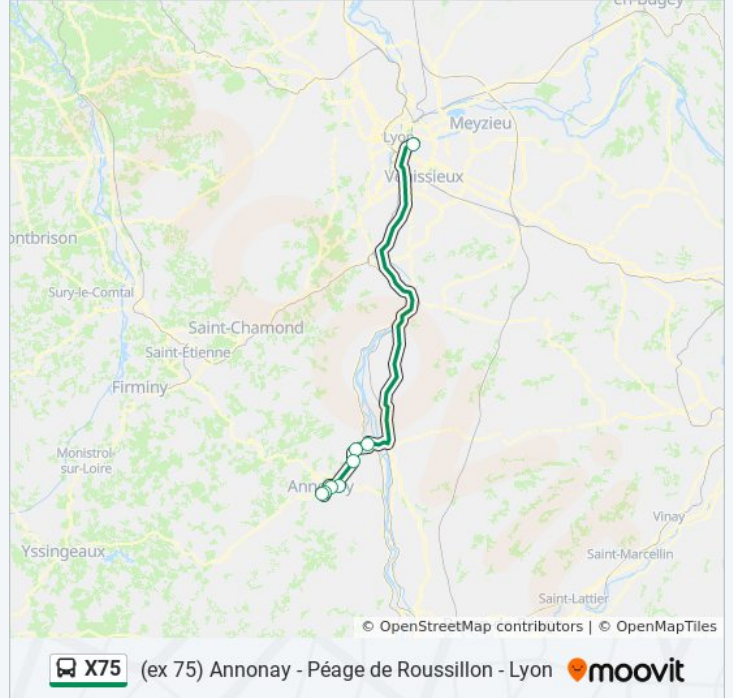 en-Bugey
Meyzieu
Lyon
Vénissieux
ontbrison
Sury-le-Comtal
Saint-Chamond
Saint-Étienne
Firminy
Monistrol-
sur-Loire
Annonay
Vinay
Yssingeaux
Saint-Marcellin
Saint-Lattier
© OpenStreetMap contributors | © OpenMapTiles
X75 (ex 75) Annonay - Péage de Roussillon - Lyon moovit